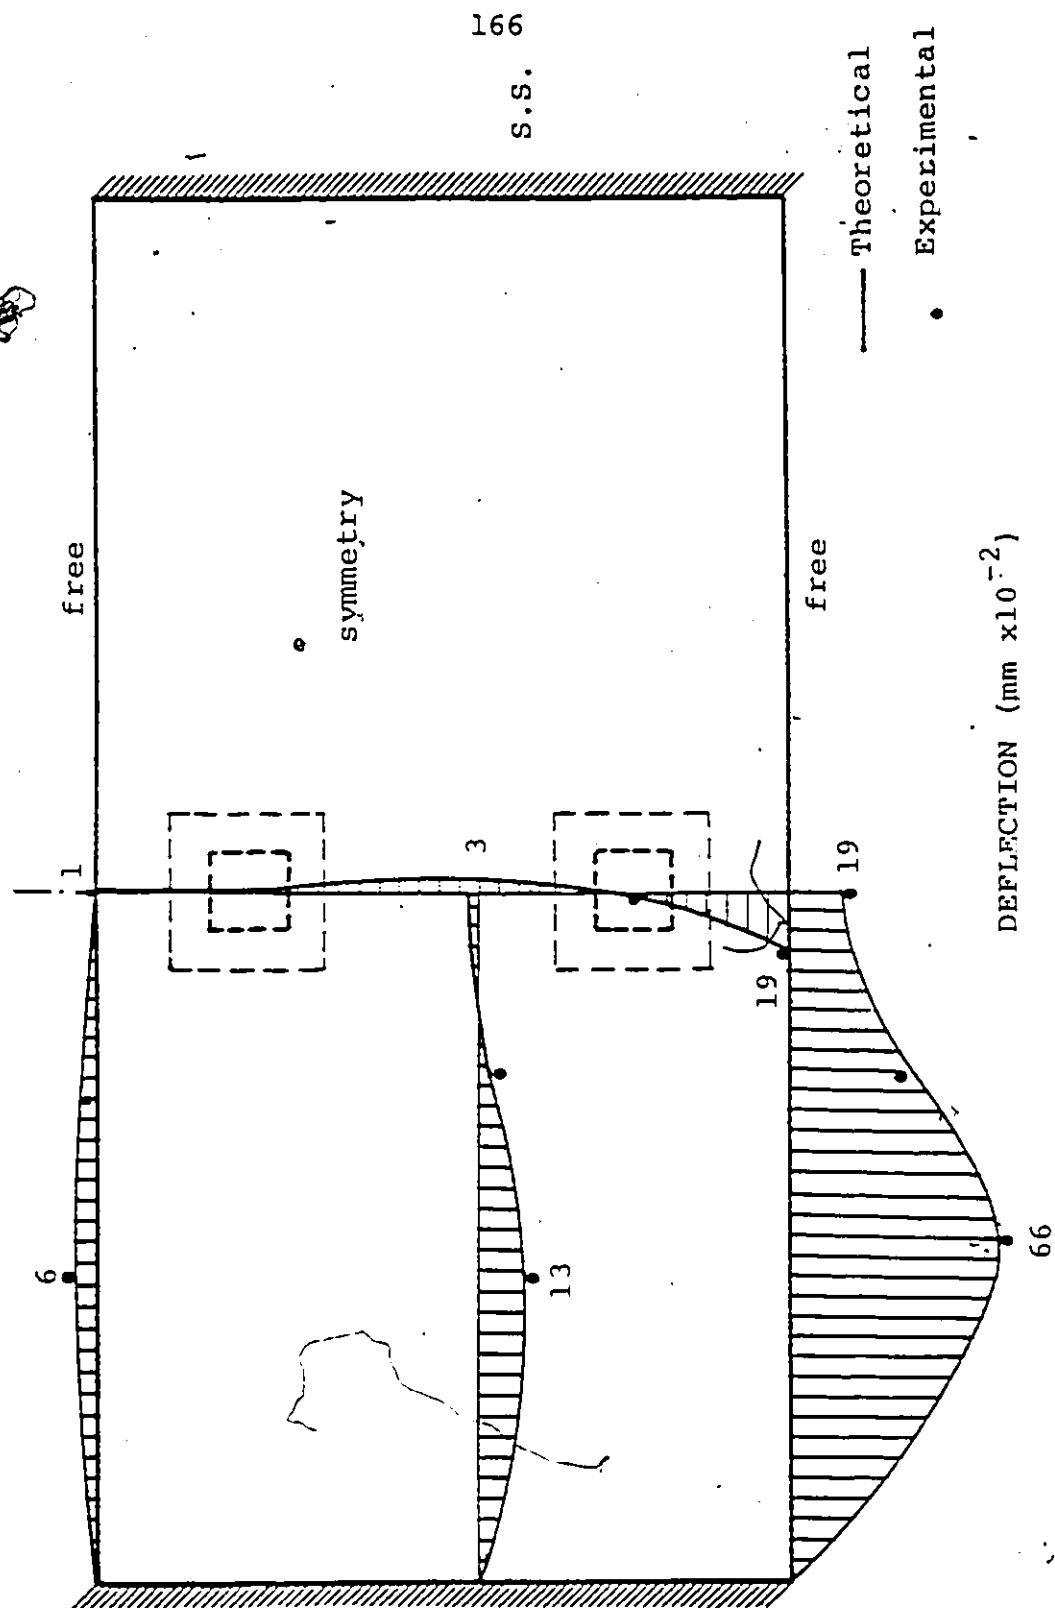 166
s.s.
free
symmetry
free
Theoretical
Experimental
1
3
19
19
6
13
66
DEFLECTION (mm x10⁻²)